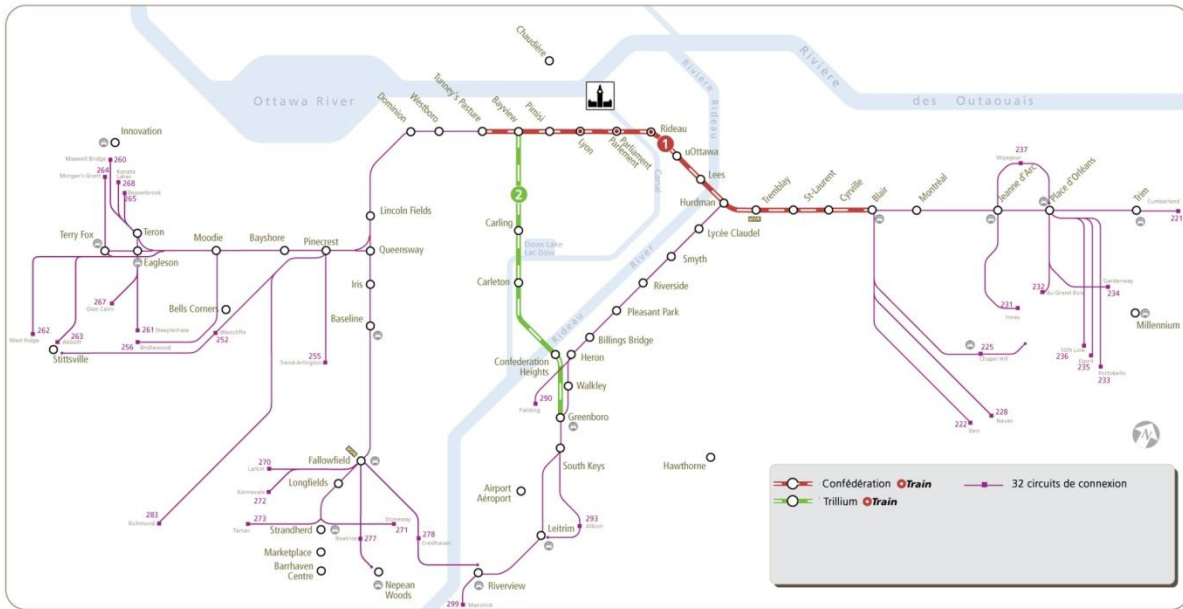 Chaudière
Ottawa River
Rivière Rideau
Canal
Rivière
des Outaouais
Dominion
Westboro
Tunney's Pasture
Bayview
Pimisi
Lyon
Parliament
Parlement
Rideau
1
uOttawa
Lees
Hurdman
Tremblay
St-Laurent
Cyrville
Blair
Montréal
Jeanne d'Arc
Place d'Orléans
Trim
Cumberland
221
237
Voyageur
Innovation
Maxwell Bridge
260
264
Morgan's Grant
Kanata
Lakes
268
Beaverbrook
265
Teron
Terry Fox
Eagleson
Moodie
Bayshore
Pinecrest
Queensway
Lincoln Fields
Iris
Baseline
2
Carling
Dows Lake
Lac Dow
Carleton
Rideau
River
Lycée Claudel
Smyth
Riverside
Pleasant Park
Billings Bridge
Confederation
Heights
Heron
Walkley
290
Fielding
Greenboro
South Keys
Hawthorne
Airport
Aéroport
Leitrim
293
Albion
Riverview
299
Manotick
267
Glen Cairn
Bells Corners
262
West Ridge
263
Abbott
Stittsville
261
Steeplechase
256
Bridlewood
252
Westcliffe
255
Trend-Arlington
283
Richmond
Fallowfield
270
Larkin
272
Kennevale
Longfields
273
Tartan
Stoneway
271
Strandherd
Marketplace
Barrhaven
Centre
Beatrice
277
278
Cranthaven
Nepean
Woods
232
231
234
Gardenway
225
Chapel Hill
236
235
233
Portobello
222
228
Navan
Millennium
N
Confédération O Train
Trillium O Train
32 circuits de connexion